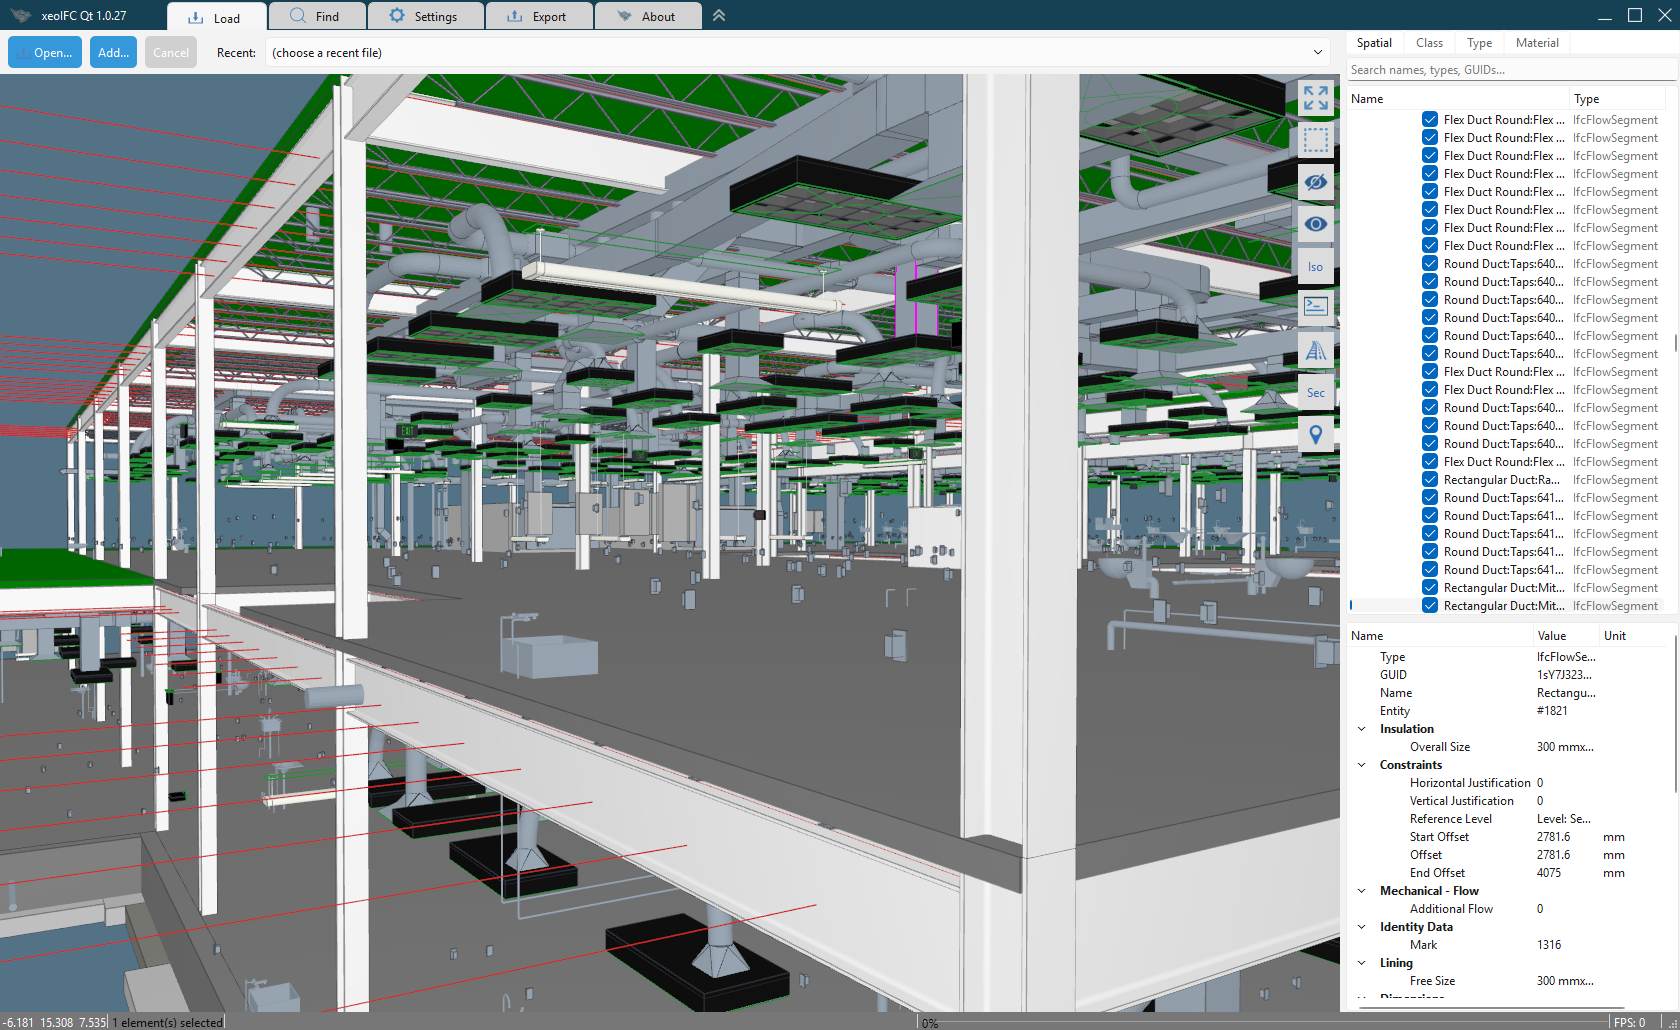 xeoIFC Qt 1.0.27
Load
Find
Settings
Export
About
Open...
Add...
Cancel
Recent:
(choose a recent file)
Spatial
Class
Type
Material
Search names, types, GUIDs...
Name Type
Flex Duct Round:Flex ... IfcFlowSegment
Flex Duct Round:Flex ... IfcFlowSegment
Flex Duct Round:Flex ... IfcFlowSegment
Flex Duct Round:Flex ... IfcFlowSegment
Flex Duct Round:Flex ... IfcFlowSegment
Flex Duct Round:Flex ... IfcFlowSegment
Flex Duct Round:Flex ... IfcFlowSegment
Flex Duct Round:Flex ... IfcFlowSegment
Round Duct:Taps:640... IfcFlowSegment
Round Duct:Taps:640... IfcFlowSegment
Round Duct:Taps:640... IfcFlowSegment
Round Duct:Taps:640... IfcFlowSegment
Round Duct:Taps:640... IfcFlowSegment
Round Duct:Taps:640... IfcFlowSegment
Flex Duct Round:Flex ... IfcFlowSegment
Flex Duct Round:Flex ... IfcFlowSegment
Round Duct:Taps:640... IfcFlowSegment
Round Duct:Taps:640... IfcFlowSegment
Round Duct:Taps:640... IfcFlowSegment
Flex Duct Round:Flex ... IfcFlowSegment
Rectangular Duct:Ra... IfcFlowSegment
Round Duct:Taps:641... IfcFlowSegment
Round Duct:Taps:641... IfcFlowSegment
Round Duct:Taps:641... IfcFlowSegment
Round Duct:Taps:641... IfcFlowSegment
Round Duct:Taps:641... IfcFlowSegment
Rectangular Duct:Mit... IfcFlowSegment
Rectangular Duct:Mit... IfcFlowSegment
Iso
Sec
EXIT
Name Value Unit
Type IfcFlowSe...
GUID 1sY7J323...
Name Rectangu...
Entity #1821
Insulation
Overall Size 300 mmx...
Constraints
Horizontal Justification 0
Vertical Justification 0
Reference Level Level: Se...
Start Offset 2781.6 mm
Offset 2781.6 mm
End Offset 4075 mm
Mechanical - Flow
Additional Flow 0
Identity Data
Mark 1316
Lining
Free Size 300 mmx...
Dimensions
-6.181 15.308 7.535
1 element(s) selected
0%
FPS: 0